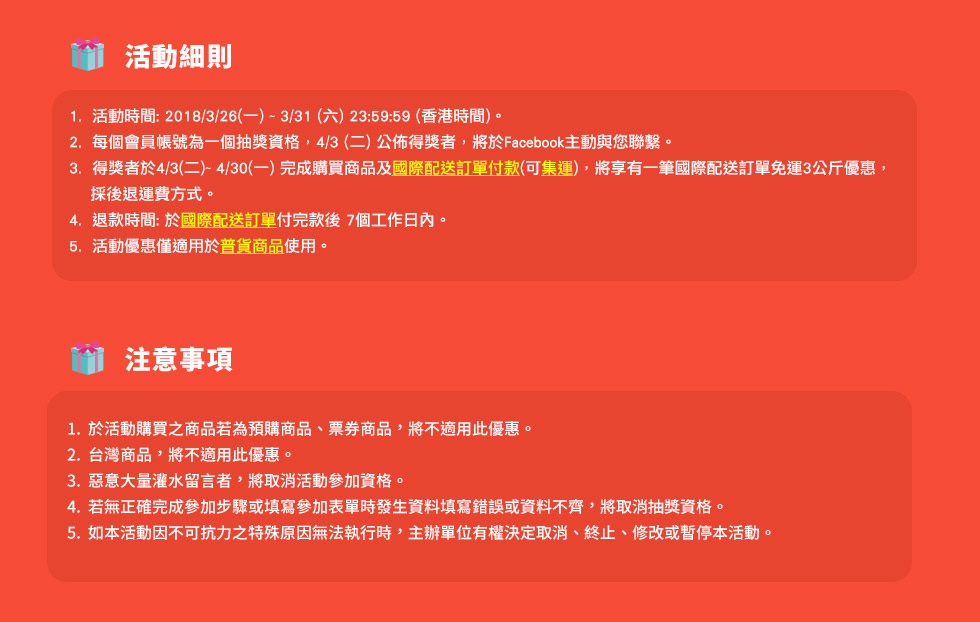 活動細則
1. 活動時間: 2018/3/26(一) ~ 3/31 (六) 23:59:59 (香港時間)。
2. 每個會員帳號為一個抽獎資格，4/3 (二) 公佈得獎者，將於Facebook主動與您聯繫。
3. 得獎者於4/3(二)~ 4/30(一) 完成購買商品及國際配送訂單付款(可集運)，將享有一筆國際配送訂單免運3公斤優惠，
採後退運費方式。
4. 退款時間: 於國際配送訂單付完款後 7個工作日內。
5. 活動優惠僅適用於普貨商品使用。
注意事項
1. 於活動購買之商品若為預購商品、票券商品，將不適用此優惠。
2. 台灣商品，將不適用此優惠。
3. 惡意大量灌水留言者，將取消活動參加資格。
4. 若無正確完成參加步驟或填寫參加表單時發生資料填寫錯誤或資料不齊，將取消抽獎資格。
5. 如本活動因不可抗力之特殊原因無法執行時，主辦單位有權決定取消、終止、修改或暫停本活動。